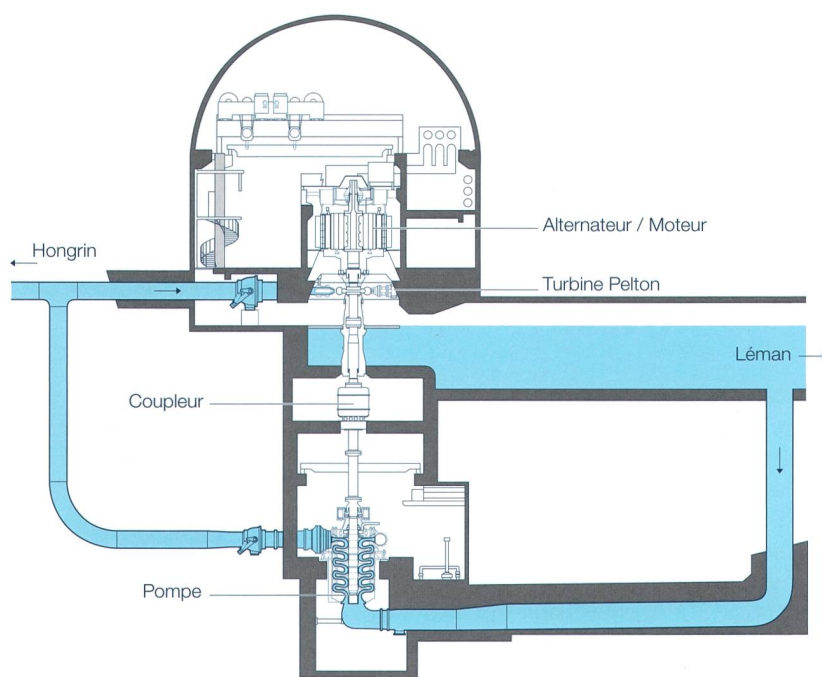 Alternateur / Moteur
Hongrin
Turbine Pelton
Léman
Coupleur
Pompe